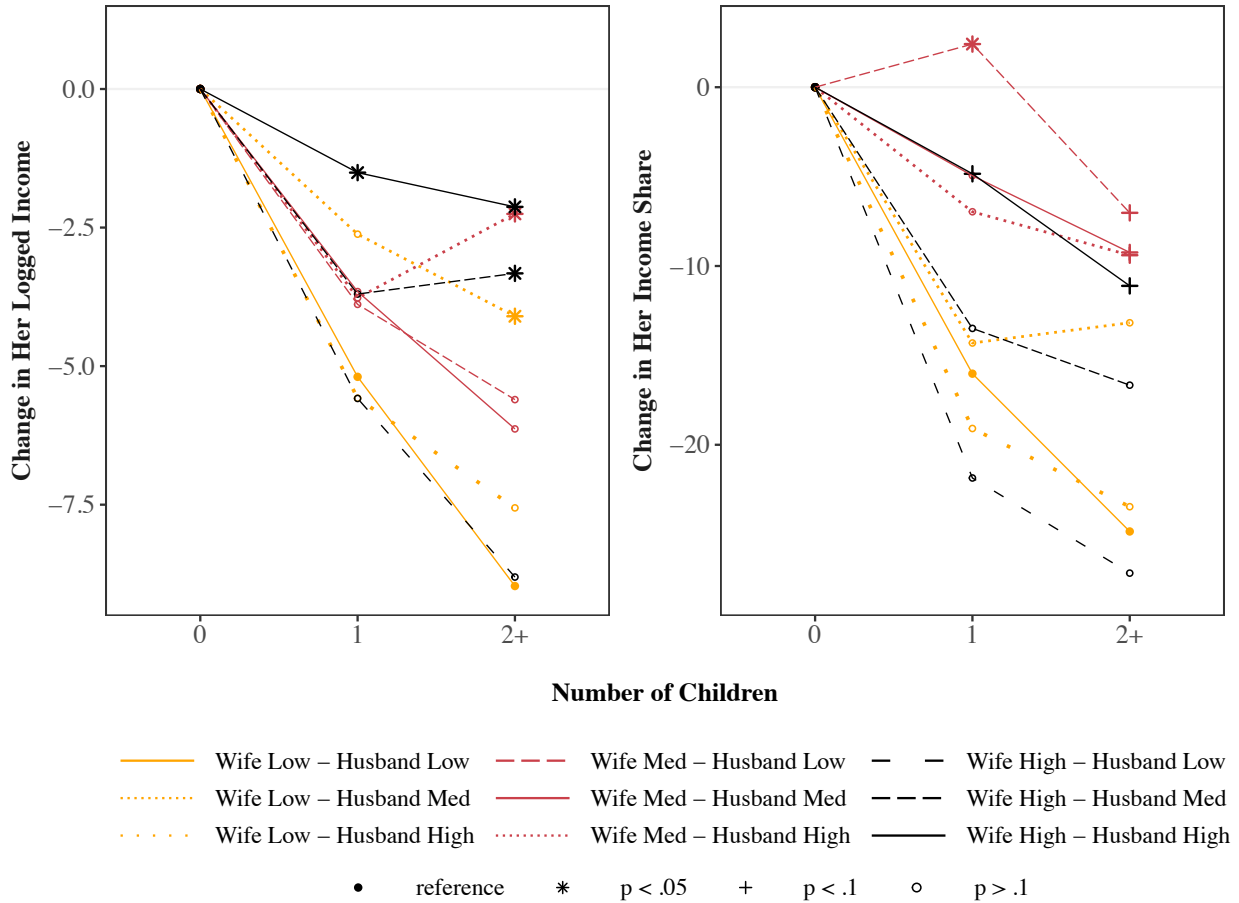 Change in Her Logged Income
0.0
−2.5
−5.0
−7.5
0
1
2+
Change in Her Income Share
0
−10
−20
0
1
2+
Number of Children
Wife Low – Husband Low
Wife Med – Husband Low
Wife High – Husband Low
Wife Low – Husband Med
Wife Med – Husband Med
Wife High – Husband Med
Wife Low – Husband High
Wife Med – Husband High
Wife High – Husband High
reference
p < .05
p < .1
p > .1